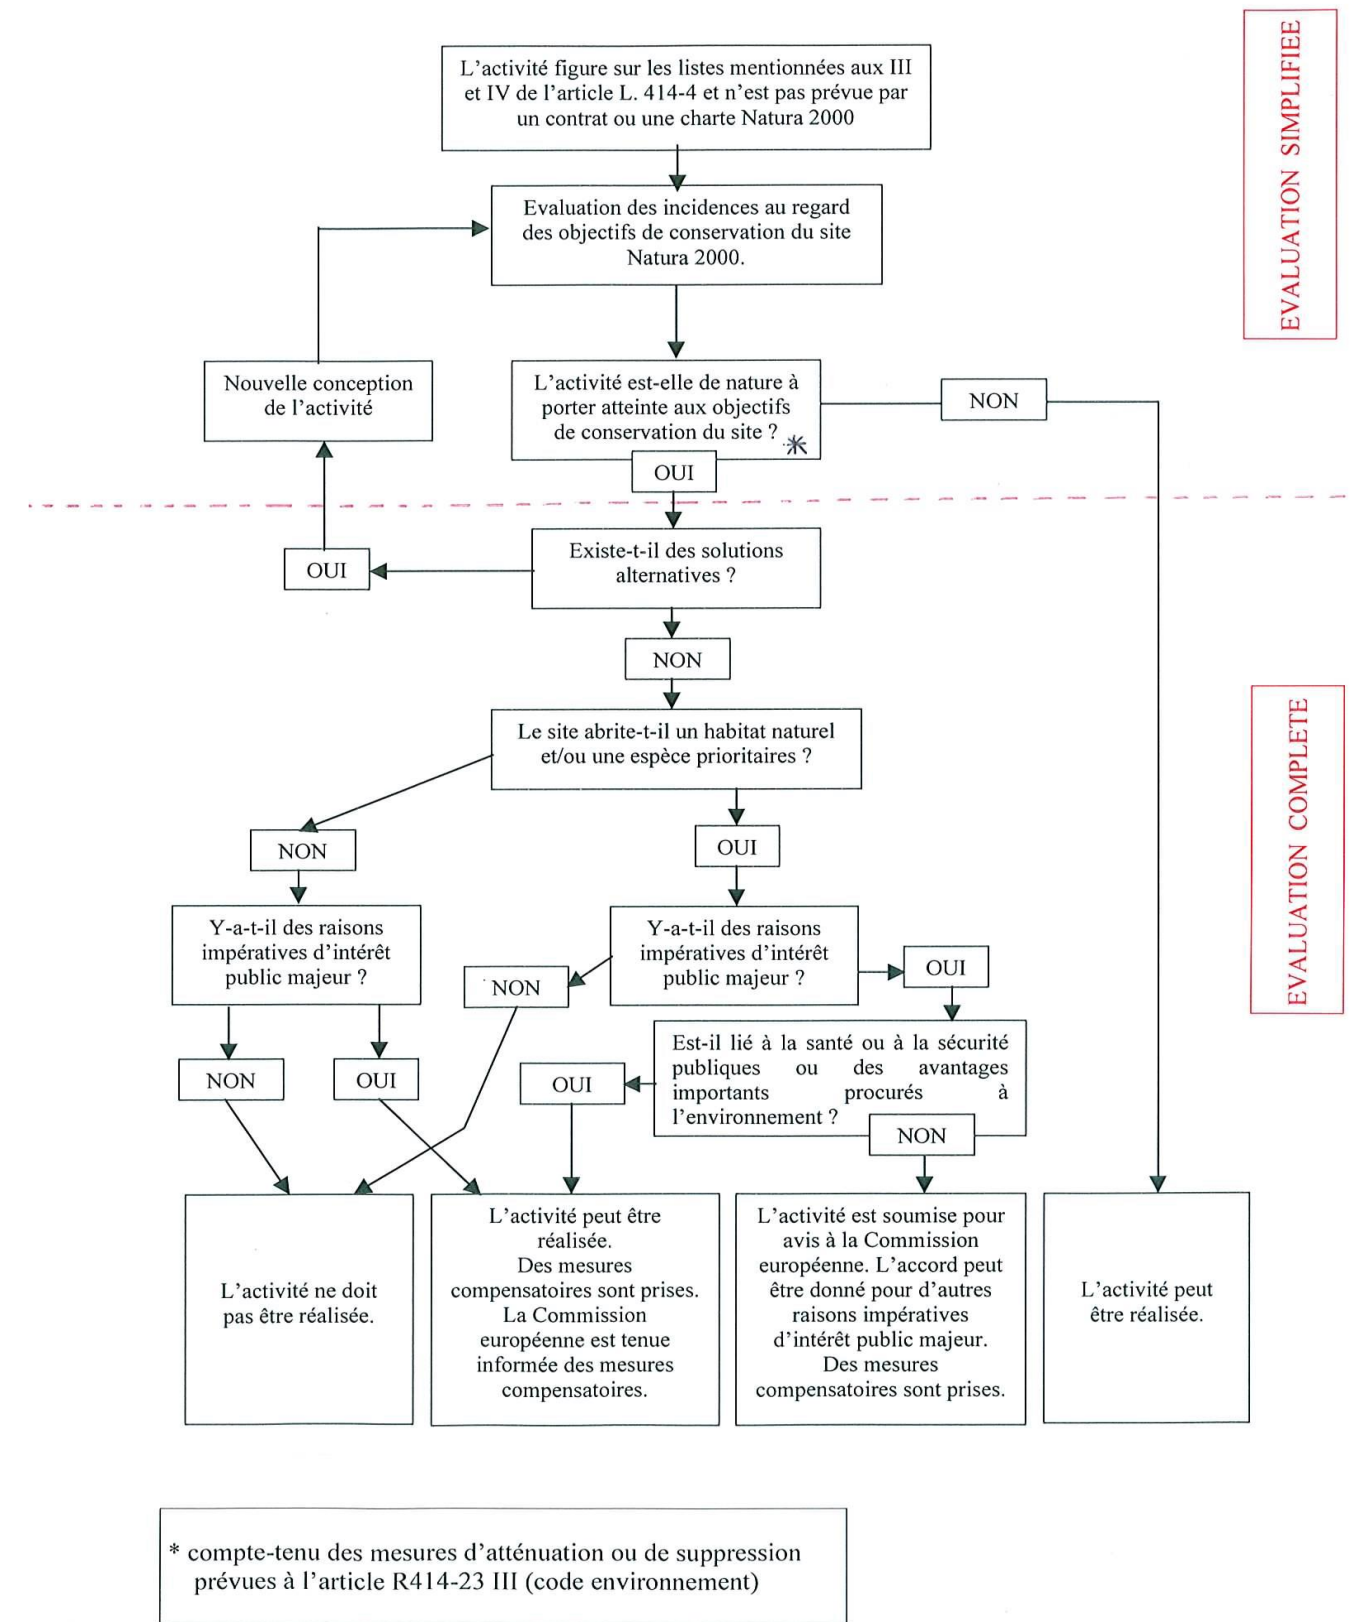 EVALUATION SIMPLIFIEE
L'activité figure sur les listes mentionnées aux III
et IV de l'article L. 414-4 et n'est pas prévue par
un contrat ou une charte Natura 2000
Evaluation des incidences au regard
des objectifs de conservation du site
Natura 2000.
Nouvelle conception
de l'activité
L'activité est-elle de nature à
porter atteinte aux objectifs
de conservation du site ? *
NON
OUI
Existe-t-il des solutions
alternatives ?
OUI
NON
Le site abrite-t-il un habitat naturel
et/ou une espèce prioritaires ?
NON
OUI
EVALUATION COMPLETE
Y-a-t-il des raisons
impératives d'intérêt
public majeur ?
Y-a-t-il des raisons
impératives d'intérêt
public majeur ?
NON
OUI
NON
OUI
Est-il lié à la santé ou à la sécurité
publiques ou des avantages
importants procurés à
l'environnement ?
OUI
NON
L'activité ne doit
pas être réalisée.
L'activité peut être
réalisée.
Des mesures
compensatoires sont prises.
La Commission
européenne est tenue
informée des mesures
compensatoires.
L'activité est soumise pour
avis à la Commission
européenne. L'accord peut
être donné pour d'autres
raisons impératives
d'intérêt public majeur.
Des mesures
compensatoires sont prises.
L'activité peut
être réalisée.
* compte-tenu des mesures d'atténuation ou de suppression
prévues à l'article R414-23 III (code environnement)